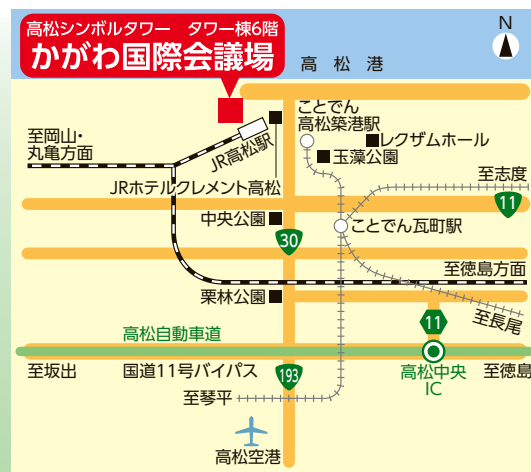 高松シンボルタワー タワー棟6階
かがわ国際会議場
N
高松港
ことでん
高松築港駅
レクザムホール
玉藻公園
至岡山・
丸亀方面
JR高松駅
JRホテルクレメント高松
至志度
11
中央公園
30
ことでん瓦町駅
至徳島方面
栗林公園
至長尾
11
高松自動車道
至坂出
国道11号バイパス
193
高松中央
IC
至徳島
至琴平
高松空港